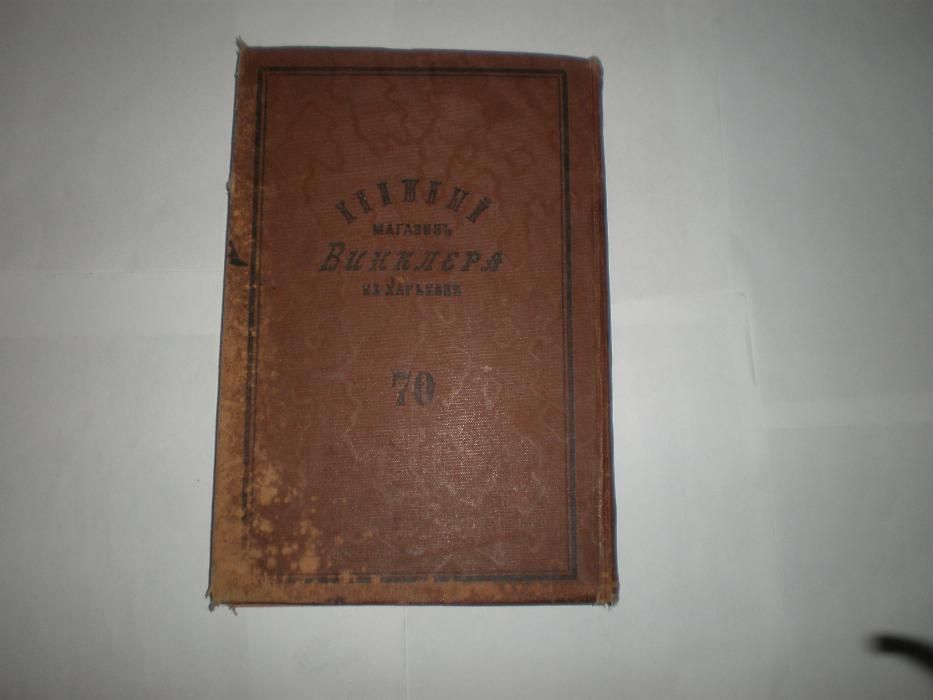 КНИЖНЫЙ
МАГАЗИНЪ
ВИНКЛЕРА
ВЪ ХАРЬКОВѢ
70